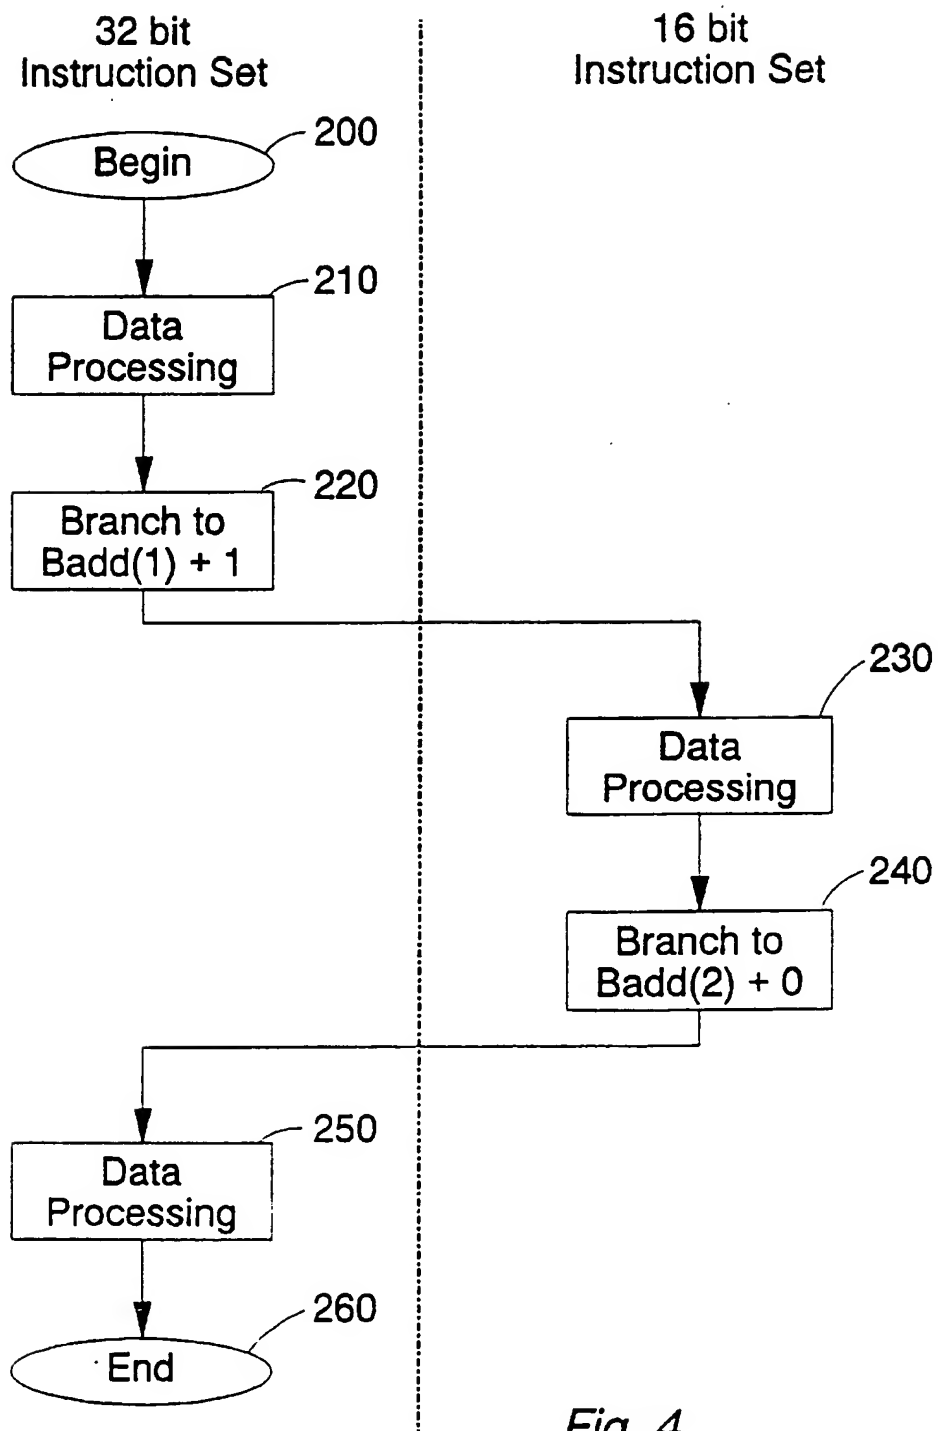 32 bit
Instruction Set
16 bit
Instruction Set
200
Begin
210
Data
Processing
220
Branch to
Badd(1) + 1
230
Data
Processing
240
Branch to
Badd(2) + 0
250
Data
Processing
260
End
Fig. 4